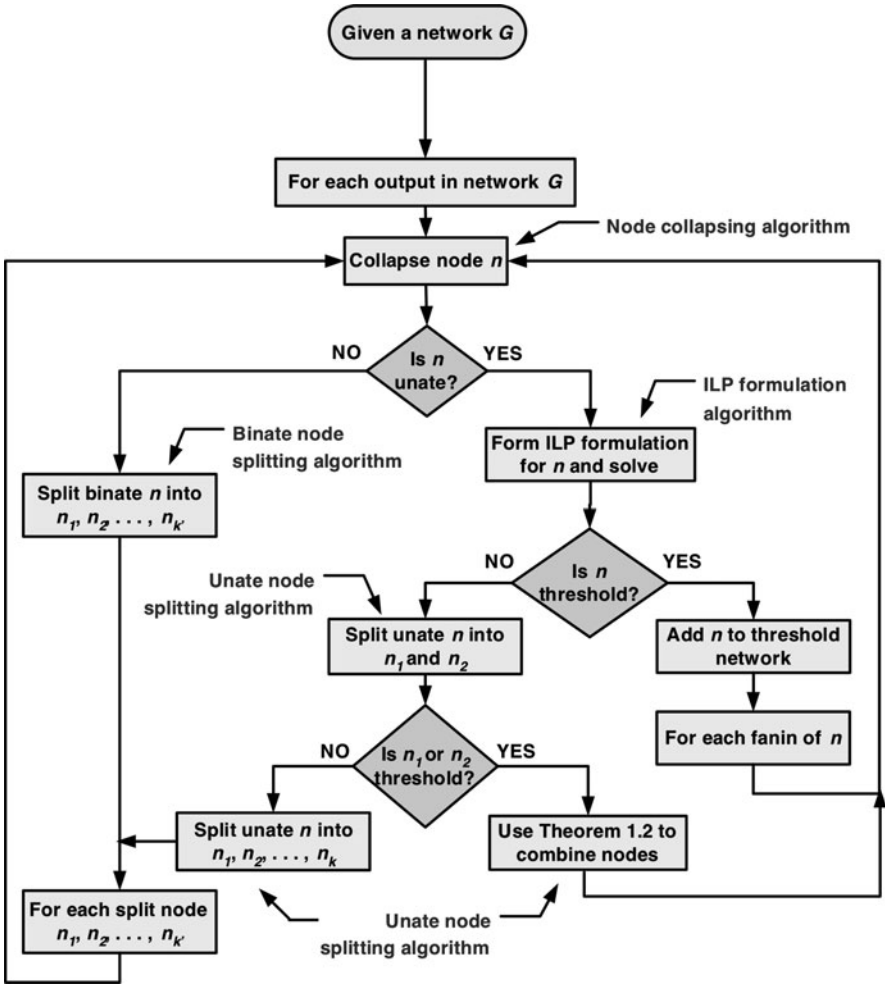 Given a network G
For each output in network G
Node collapsing algorithm
Collapse node n
NO
YES
Is n
unate?
ILP formulation
algorithm
Binate node
splitting algorithm
Form ILP formulation
for n and solve
Split binate n into
n1, n2, . . . , nk'
NO
YES
Is n
threshold?
Unate node
splitting algorithm
Split unate n into
n1 and n2
Add n to threshold
network
For each fanin of n
NO
YES
Is n1 or n2
threshold?
Split unate n into
n1, n2, . . . , nk
Use Theorem 1.2 to
combine nodes
For each split node
n1, n2, . . . , nk'
Unate node
splitting algorithm